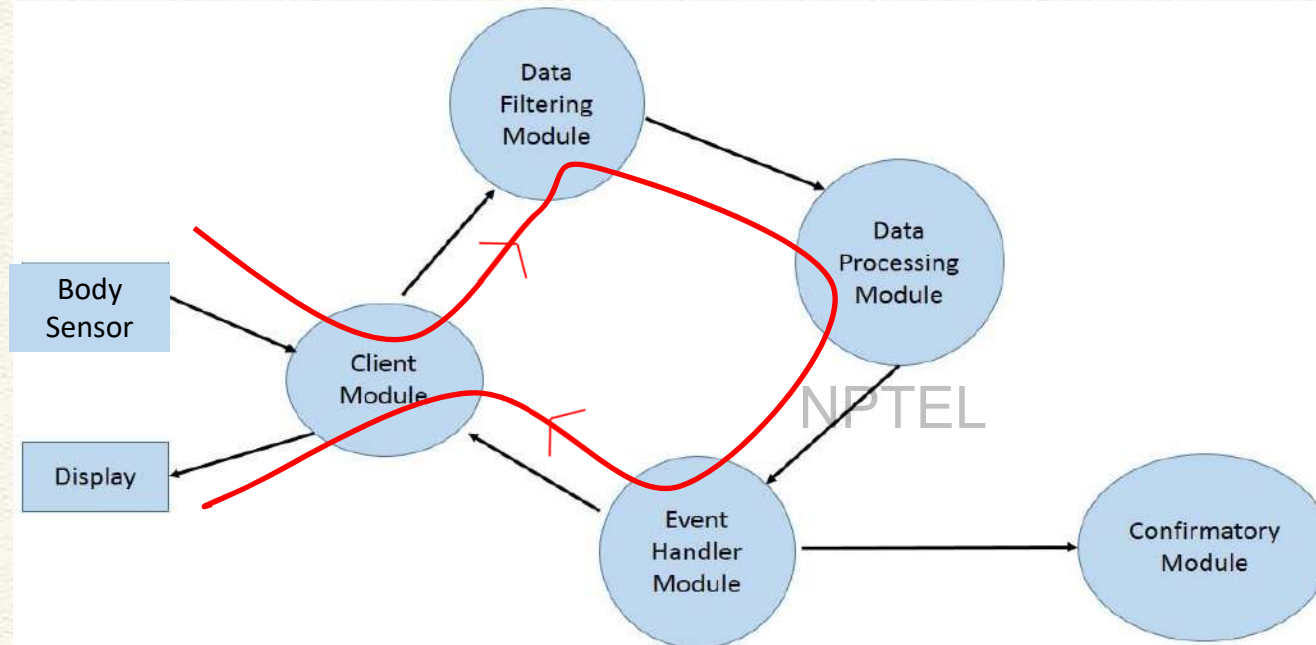 Data
Filtering
Module
Data
Processing
Module
Body
Sensor
Client
Module
NPTEL
Display
Event
Handler
Module
Confirmatory
Module